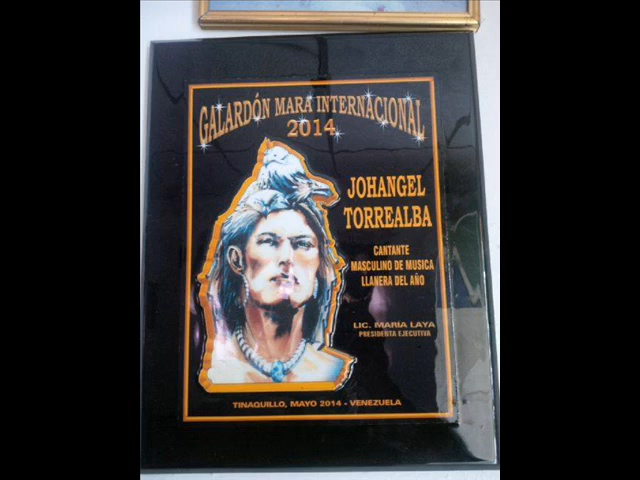 GALARDÓN MARA INTERNACIONAL
2014
JOHANGEL
TORREALBA
CANTANTE
MASCULINO DE MUSICA
LLANERA DEL AÑO
LIC. MARÍA LAYA
PRESIDENTA EJECUTIVA
TINAQUILLO, MAYO 2014 - VENEZUELA